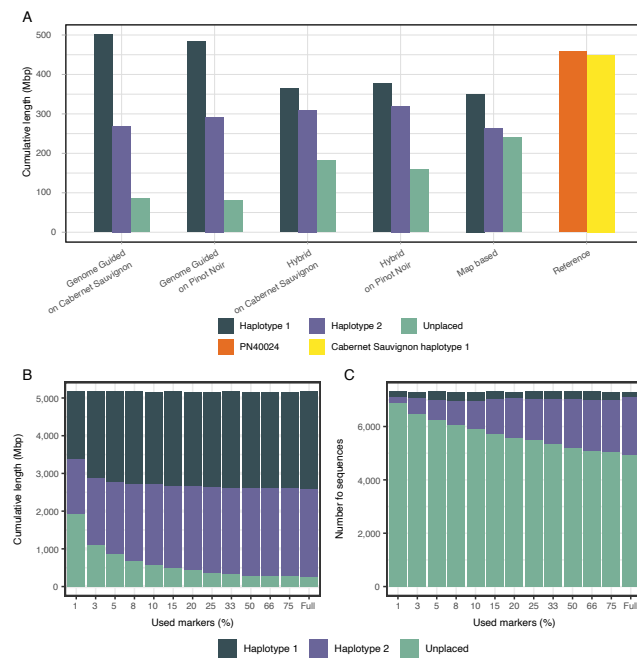 A
500
400
300
200
100
0
Cumulative length (Mbp)
Genome Guided
on Cabernet Sauvignon
Genome Guided
on Pinot Noir
Hybrid
on Cabernet Sauvignon
Hybrid
on Pinot Noir
Map based
Reference
Haplotype 1 Haplotype 2 Unplaced
PN40024 Cabernet Sauvignon haplotype 1
B
5,000
4,000
3,000
2,000
1,000
0
Cumulative length (Mbp)
1 3 5 8 10 15 20 25 33 50 66 75 Full
Used markers (%)
C
6,000
4,000
2,000
0
Number fo sequences
1 3 5 8 10 15 20 25 33 50 66 75 Full
Used markers (%)
Haplotype 1 Haplotype 2 Unplaced